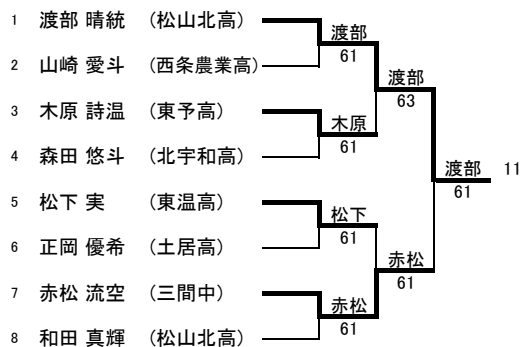 1 渡部 晴統 (松山北高)
渡部
2 山崎 愛斗 (西条農業高)
61
渡部
3 木原 詩温 (東予高)
63
木原
4 森田 悠斗 (北宇和高)
61
渡部 11
5 松下 実 (東温高)
61
松下
6 正岡 優希 (土居高)
61
赤松
7 赤松 流空 (三間中)
61
赤松
8 和田 真輝 (松山北高)
61